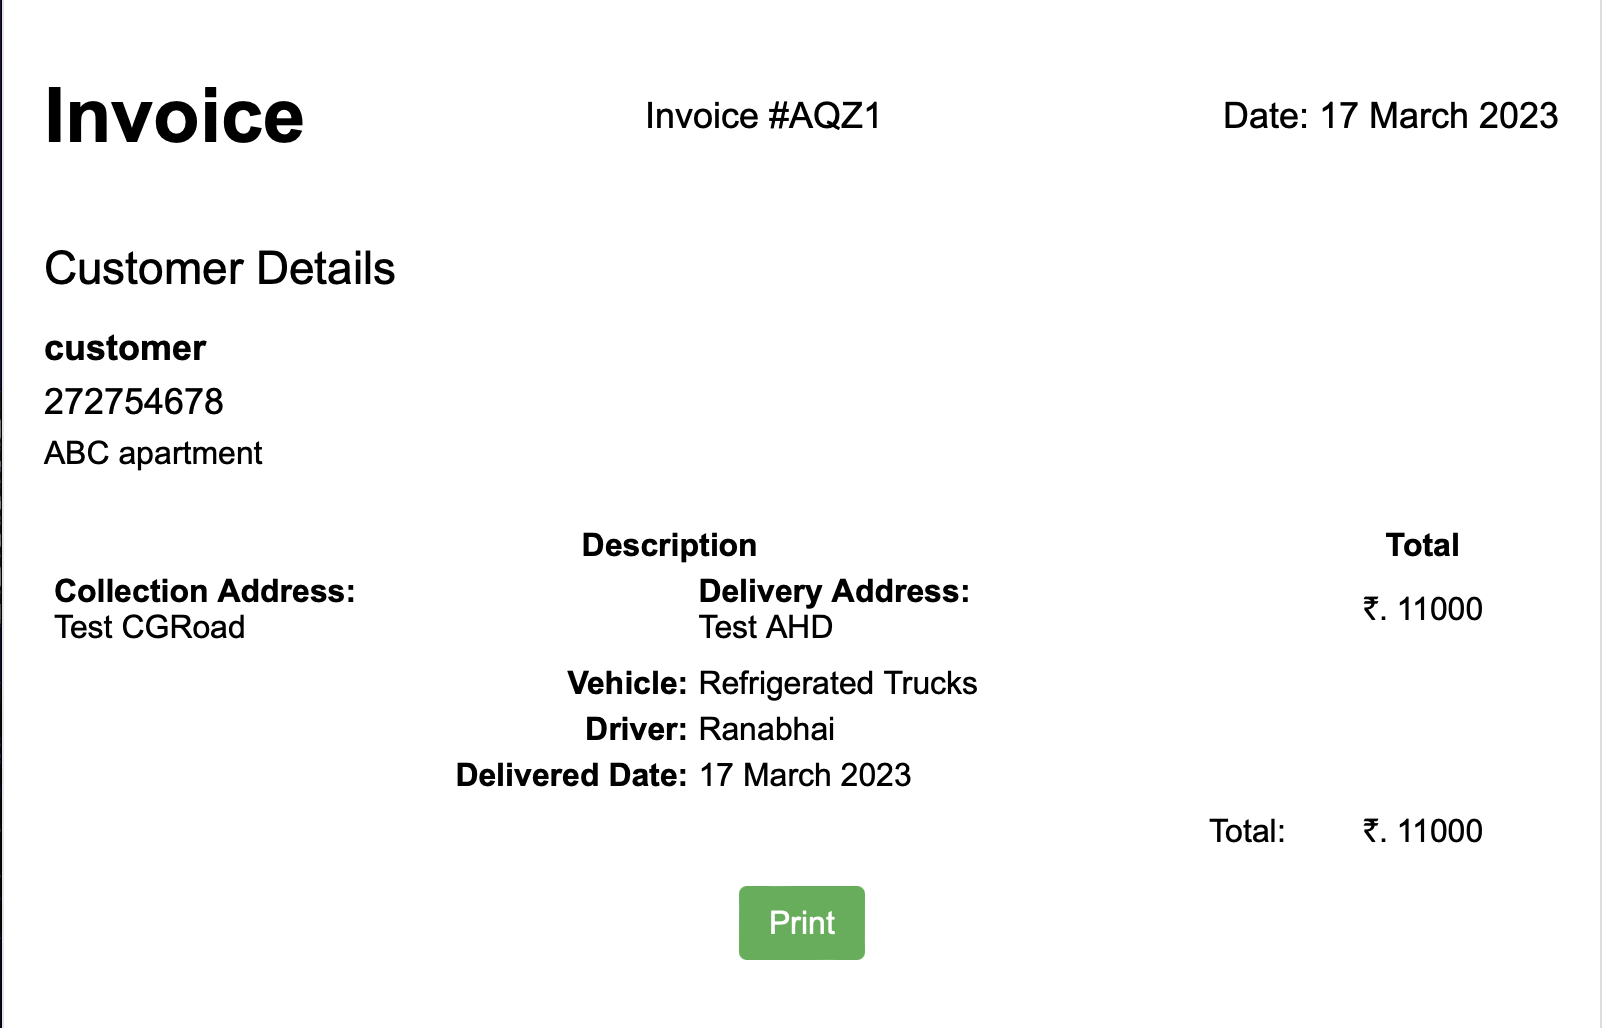 Invoice Invoice #AQZ1 Date: 17 March 2023
Customer Details
customer
272754678
ABC apartment
Description Total
Collection Address: Delivery Address: ₹. 11000
Test CGRoad Test AHD
Vehicle: Refrigerated Trucks
Driver: Ranabhai
Delivered Date: 17 March 2023
Total: ₹. 11000
Print